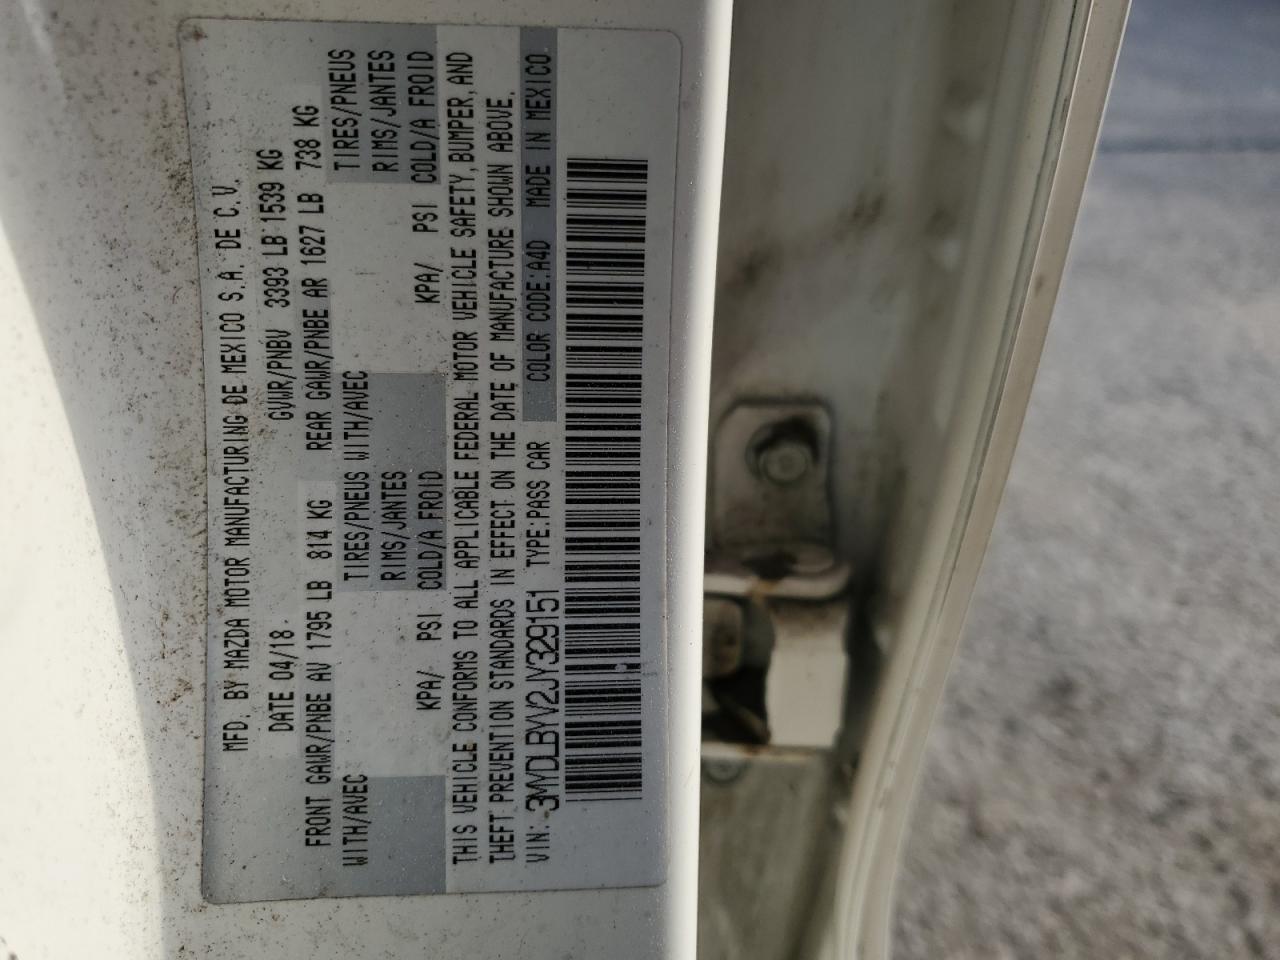 MFD. BY MAZDA MOTOR MANUFACTURING DE MEXICO S.A. DE C.V.
DATE 04/18 GVWR/PNBV 3393 LB 1539 KG
FRONT GAWR/PNBE AV 1795 LB 814 KG REAR GAWR/PNBE AR 1627 LB 738 KG
WITH/AVEC TIRES/PNEUS WITH/AVEC TIRES/PNEUS
RIMS/JANTES RIMS/JANTES
KPA/ PSI COLD/A FROID KPA/ PSI COLD/A FROID
THIS VEHICLE CONFORMS TO ALL APPLICABLE FEDERAL MOTOR VEHICLE SAFETY, BUMPER, AND
THEFT PREVENTION STANDARDS IN EFFECT ON THE DATE OF MANUFACTURE SHOWN ABOVE.
VIN: 3MYDLBYV2JY329151 TYPE:PASS CAR COLOR CODE:A4D MADE IN MEXICO